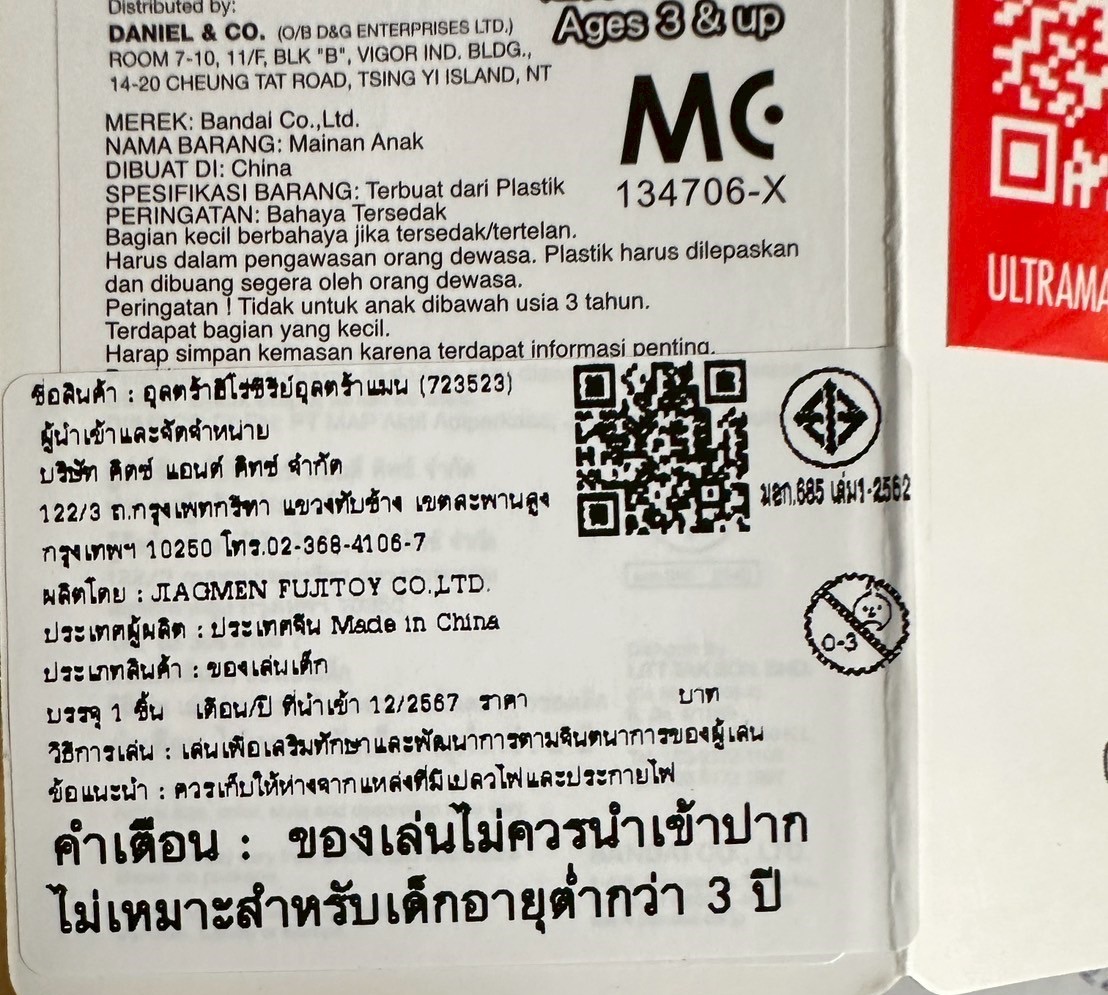 Distributed by:
DANIEL & CO. (O/B D&G ENTERPRISES LTD.)
ROOM 7-10, 11/F, BLK "B", VIGOR IND. BLDG.,
14-20 CHEUNG TAT ROAD, TSING YI ISLAND, NT
Ages 3 & up
MC
134706-X
MEREK: Bandai Co.,Ltd.
NAMA BARANG: Mainan Anak
DIBUAT DI: China
SPESIFIKASI BARANG: Terbuat dari Plastik
PERINGATAN: Bahaya Tersedak
Bagian kecil berbahaya jika tersedak/tertelan.
Harus dalam pengawasan orang dewasa. Plastik harus dilepaskan
dan dibuang segera oleh orang dewasa.
Peringatan ! Tidak untuk anak dibawah usia 3 tahun.
Terdapat bagian yang kecil.
Harap simpan kemasan karena terdapat informasi penting.
ULTRAMA
ชื่อสินค้า : อุลตร้าฮีโร่ซีรีย์อุลตร้าแมน (723523)
ผู้นำเข้าและจัดจำหน่าย
บริษัท คิดซ์ แอนด์ คิทซ์ จำกัด
122/3 ถ.กรุงเทพกรีฑา แขวงทับช้าง เขตสะพานสูง
กรุงเทพฯ 10250 โทร.02-368-4106-7
ผลิตโดย : JIAGMEN FUJITOY CO.,LTD.
ประเทศผู้ผลิต : ประเทศจีน Made in China
ประเภทสินค้า : ของเล่นเด็ก
บรรจุ 1 ชิ้น เดือน/ปี ที่นำเข้า 12/2567 ราคา บาท
วิธีการเล่น : เล่นเพื่อเสริมทักษะและพัฒนาการตามจินตนาการของผู้เล่น
ข้อแนะนำ : ควรเก็บให้ห่างจากแหล่งที่มีเปลวไฟและประกายไฟ
คำเตือน : ของเล่นไม่ควรนำเข้าปาก
ไม่เหมาะสำหรับเด็กอายุต่ำกว่า 3 ปี
มอก.685 เล่ม1-2562
0-3